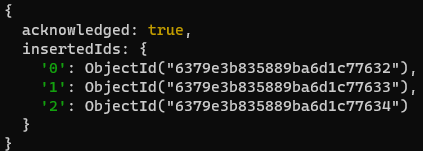 {
  acknowledged: true,
  insertedIds: {
    '0': ObjectId("6379e3b835889ba6d1c77632"),
    '1': ObjectId("6379e3b835889ba6d1c77633"),
    '2': ObjectId("6379e3b835889ba6d1c77634")
  }
}